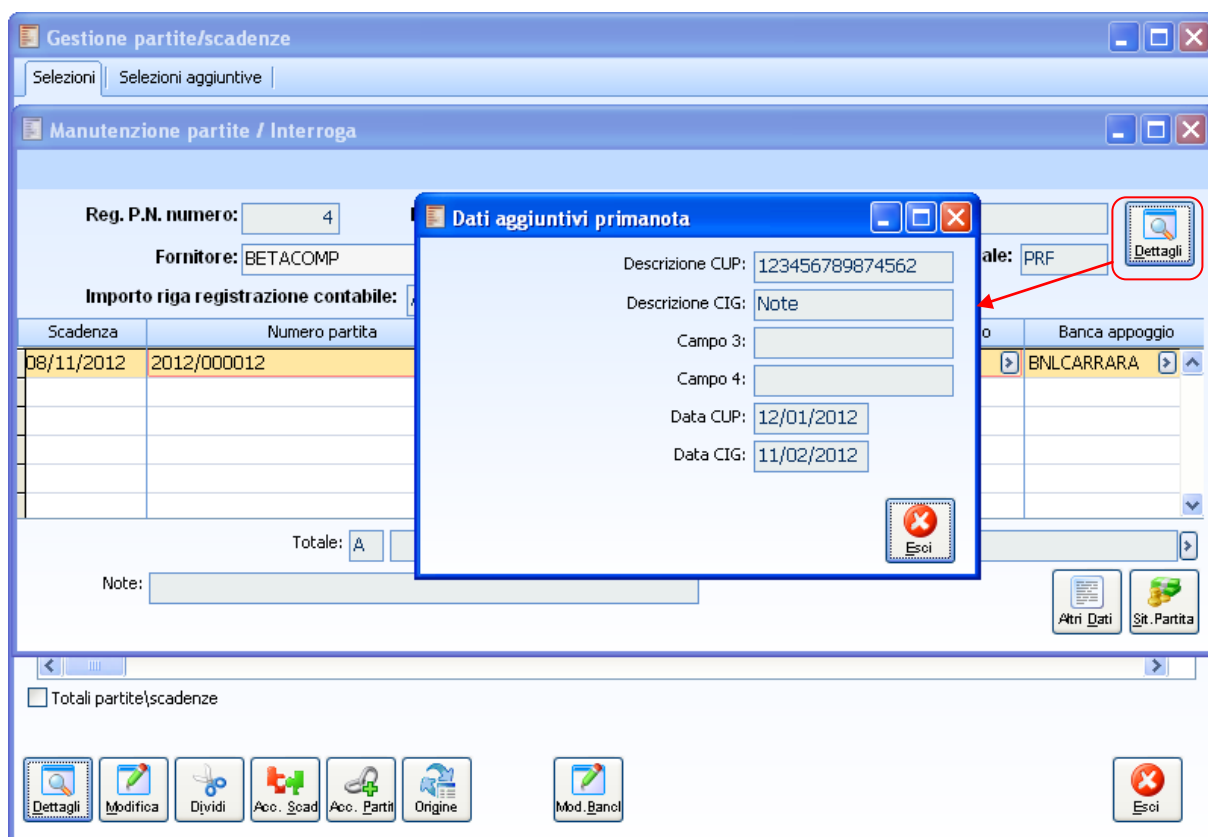 Gestione partite/scadenze
Selezioni Selezioni aggiuntive
Manutenzione partite / Interroga
Reg. P.N. numero: 4
Fornitore: BETACOMP
ale: PRF
Dettagli
Importo riga registrazione contabile:
Scadenza Numero partita o Banca appoggio
08/11/2012 2012/000012 BNLCARRARA
Dati aggiuntivi primanota
Descrizione CUP: 123456789874562
Descrizione CIG: Note
Campo 3:
Campo 4:
Data CUP: 12/01/2012
Data CIG: 11/02/2012
Esci
Totale: A
Note:
Altri Dati Sit.Partita
Totali partite\scadenze
Dettagli Modifica Dividi Acc. Scad Acc. Partit Origine Mod.Bancl Esci